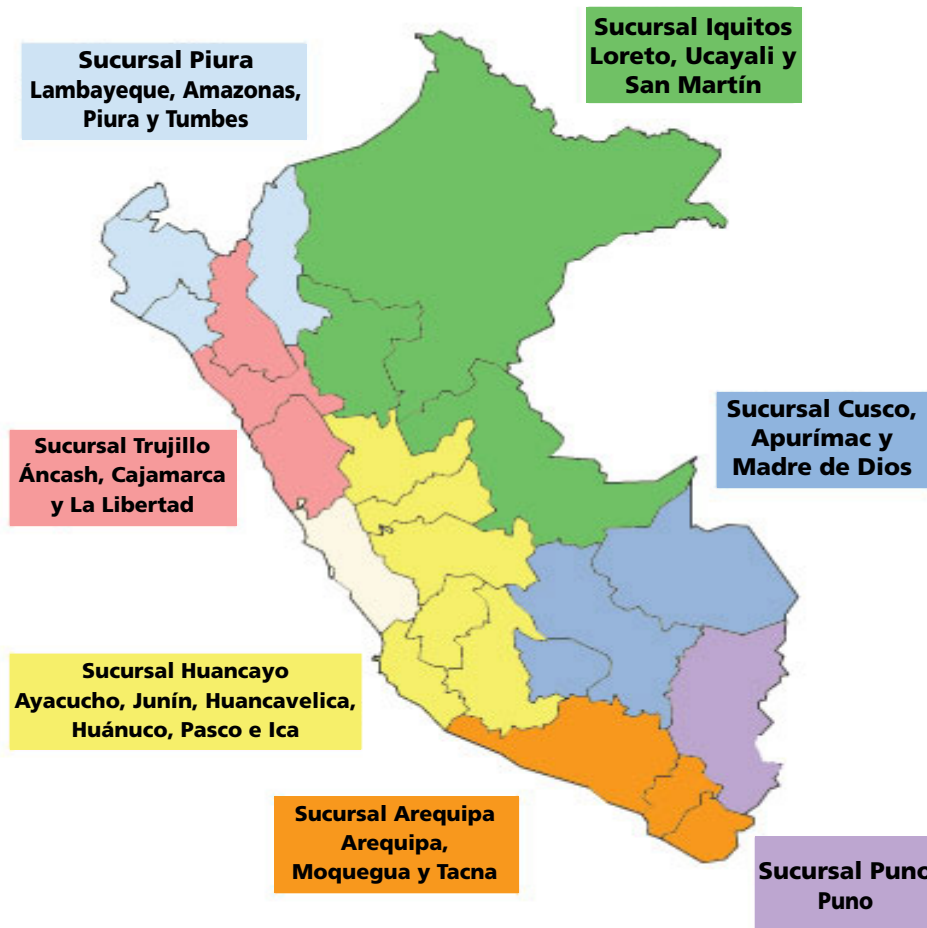 Sucursal Piura
Lambayeque, Amazonas,
Piura y Tumbes
Sucursal Iquitos
Loreto, Ucayali y
San Martín
Sucursal Trujillo
Áncash, Cajamarca
y La Libertad
Sucursal Cusco,
Apurímac y
Madre de Dios
Sucursal Huancayo
Ayacucho, Junín, Huancavelica,
Huánuco, Pasco e Ica
Sucursal Arequipa
Arequipa,
Moquegua y Tacna
Sucursal Puno
Puno